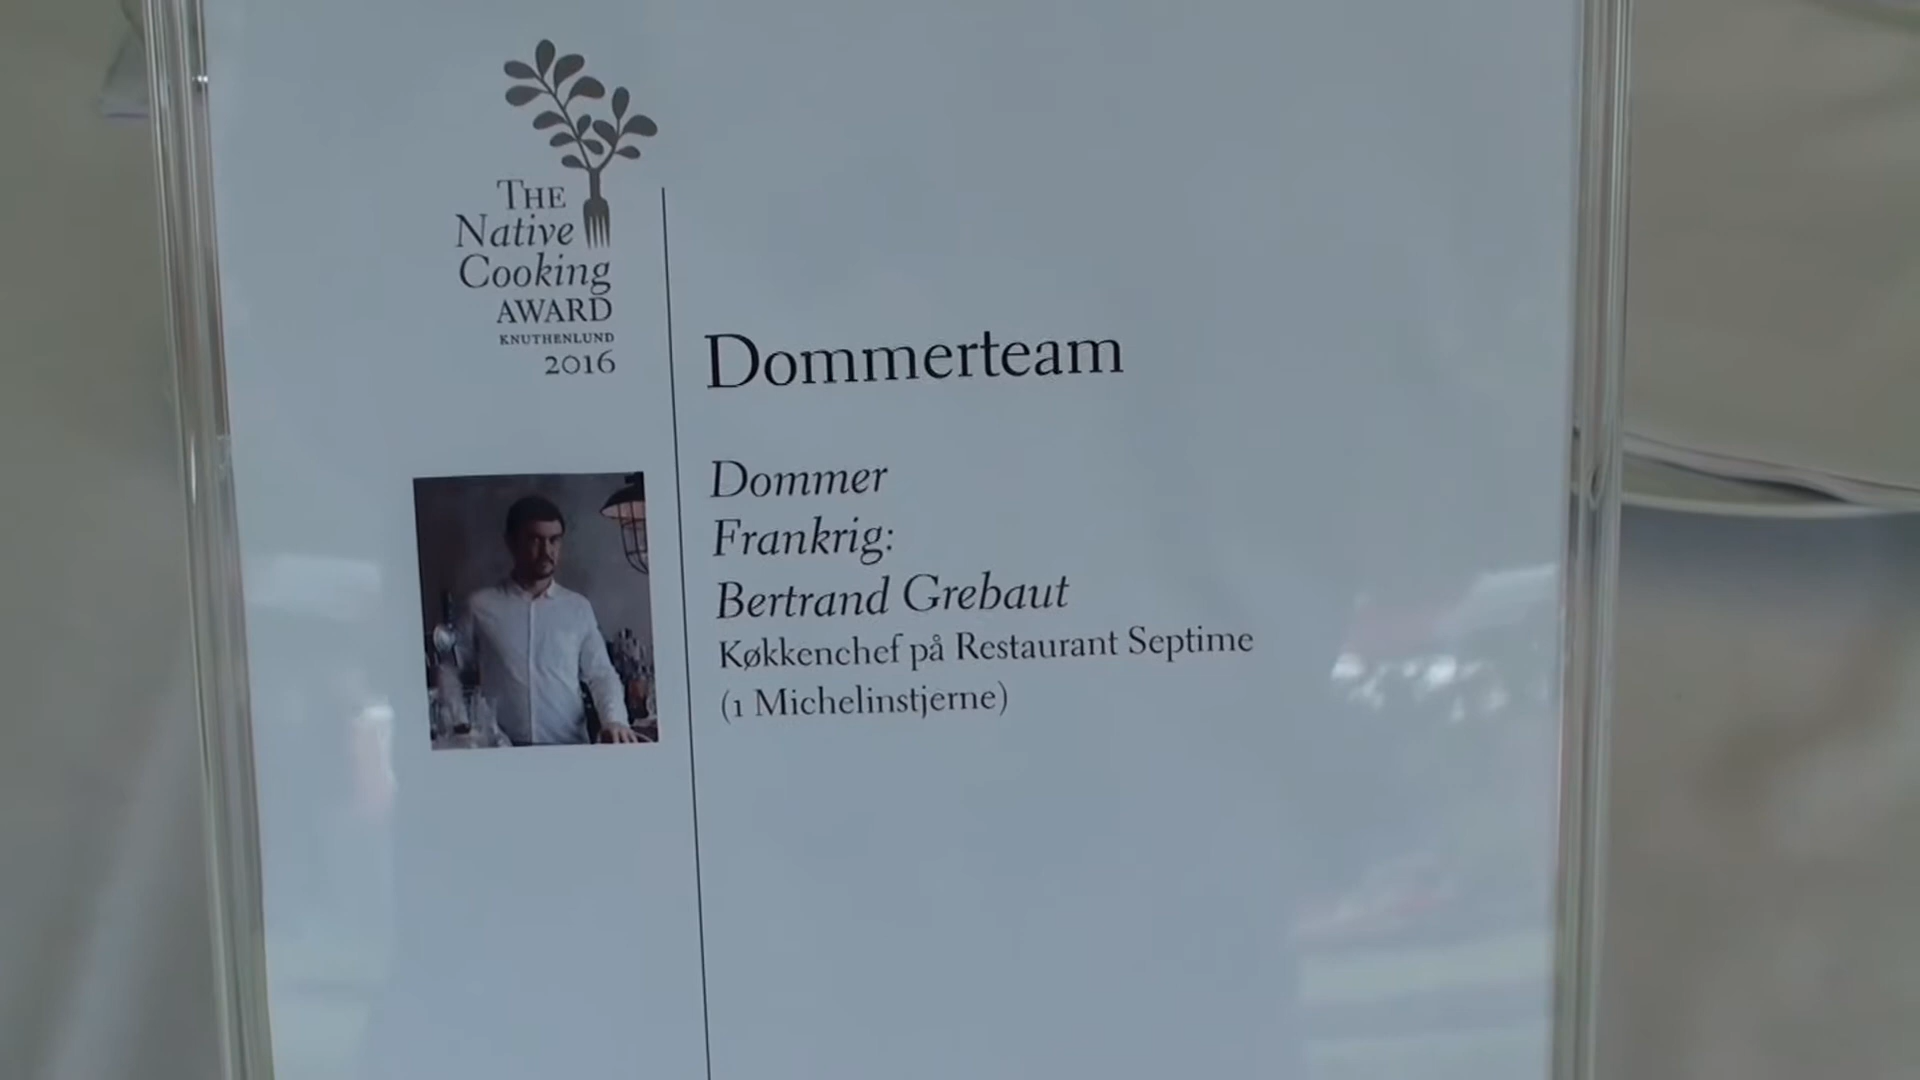 THE
Native
Cooking
AWARD
KNUTHENLUND
2016
Dommerteam
Dommer
Frankrig:
Bertrand Grebaut
Køkkenchef på Restaurant Septime
(1 Michelinstjerne)